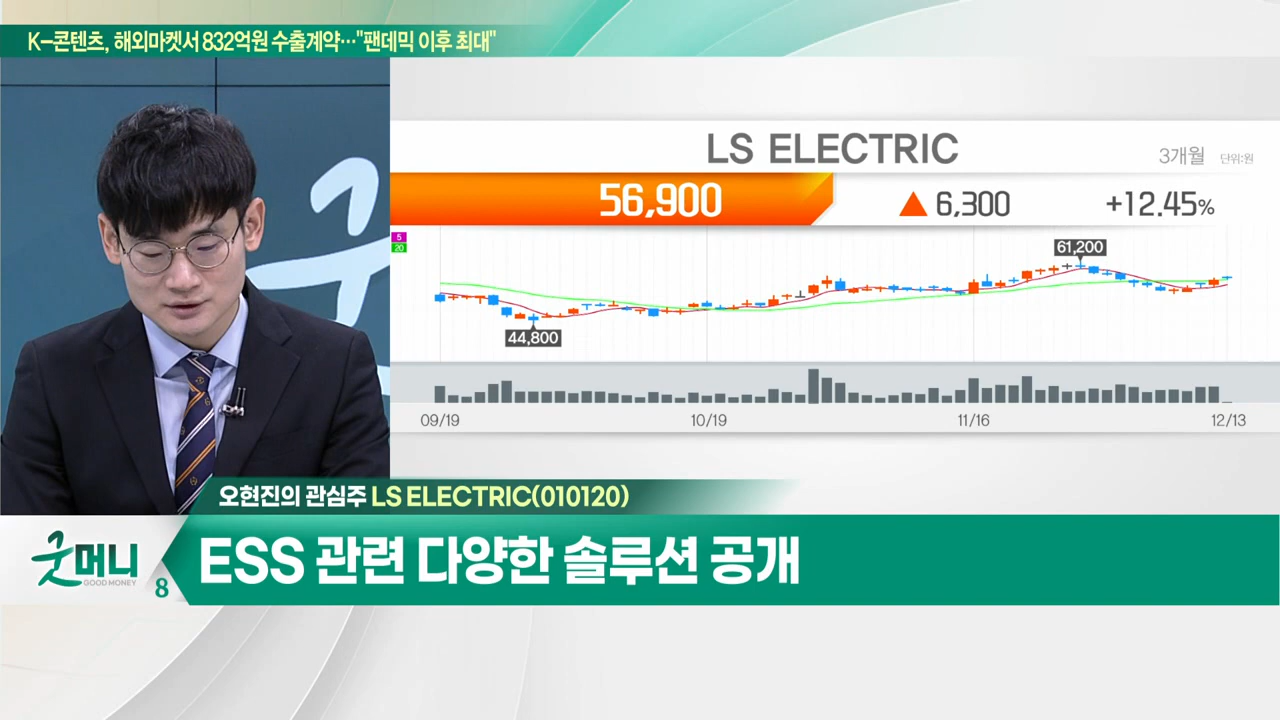 K-콘텐츠, 해외마켓서 832억원 수출계약…"팬데믹 이후 최대"
LS ELECTRIC
3개월 단위:원
56,900 ▲ 6,300 +12.45%
5
20
61,200
44,800
09/19 10/19 11/16 12/13
오현진의 관심주 LS ELECTRIC(010120)
굿머니
GOOD MONEY
8
ESS 관련 다양한 솔루션 공개